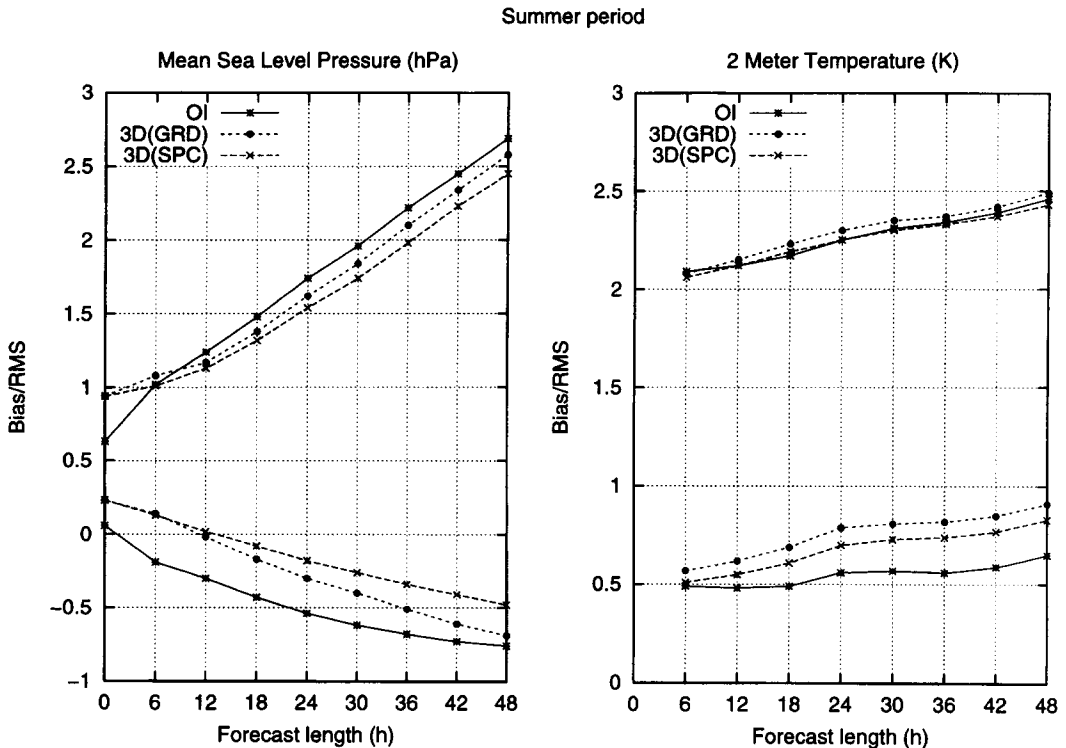 Summer period
Mean Sea Level Pressure (hPa)
OI
3D(GRD)
3D(SPC)
3
2.5
2
1.5
1
0.5
0
−0.5
−1
Bias/RMS
0 6 12 18 24 30 36 42 48
Forecast length (h)
2 Meter Temperature (K)
OI
3D(GRD)
3D(SPC)
3
2.5
2
1.5
1
0.5
0
Bias/RMS
0 6 12 18 24 30 36 42 48
Forecast length (h)